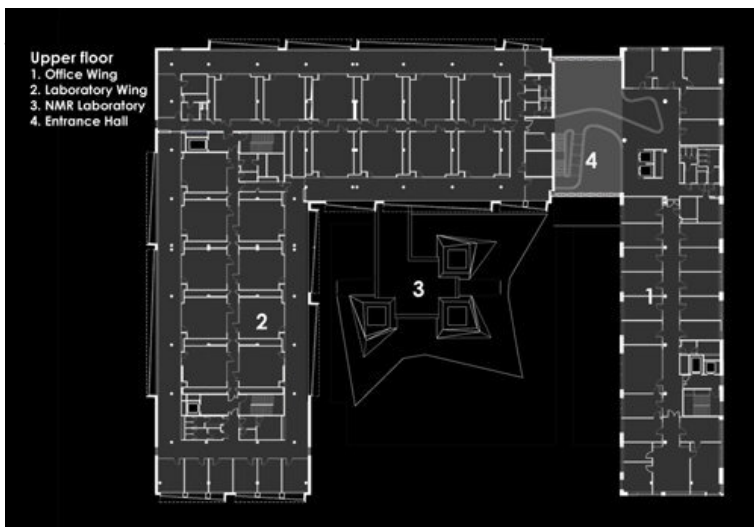 Upper floor
1. Office Wing
2. Laboratory Wing
3. NMR Laboratory
4. Entrance Hall
4
3
1
2